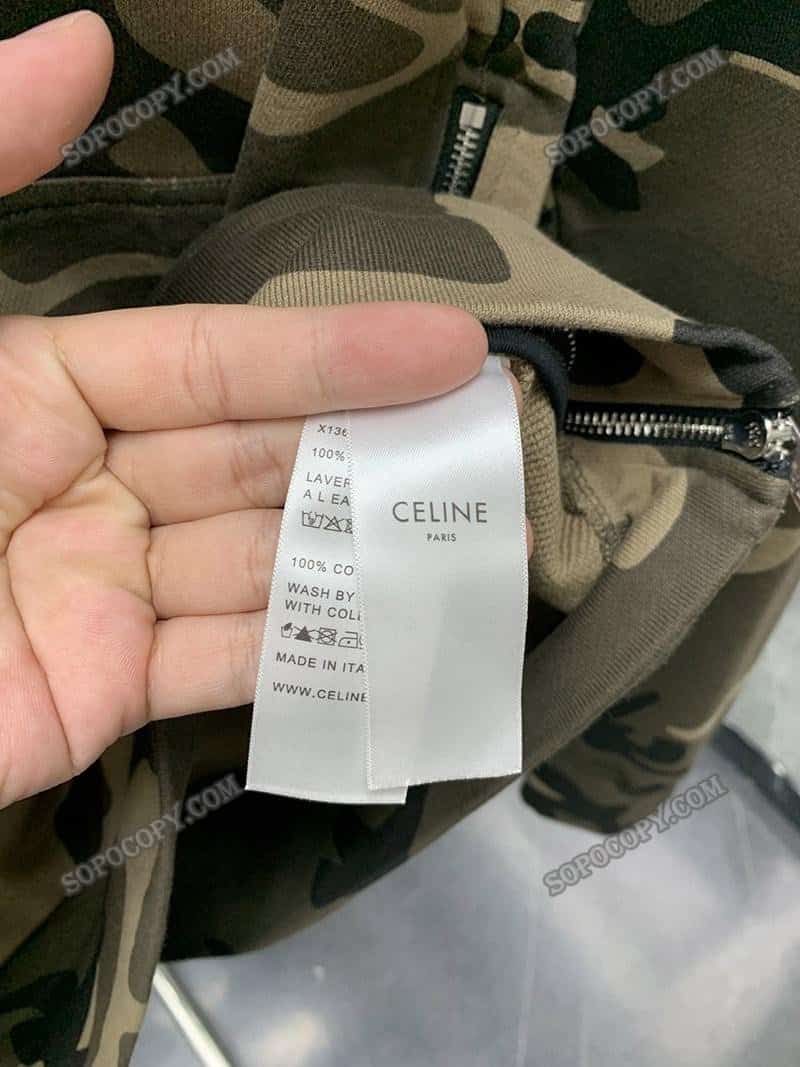 SOPOCOPY.COM
SOPOCOPY.COM
X136
100%
LAVER
A L EA
CELINE
PARIS
100% CO
WASH BY
WITH COL
MADE IN ITA
WWW.CELINE
SOPOCOPY.COM
SOPOCOPY.COM